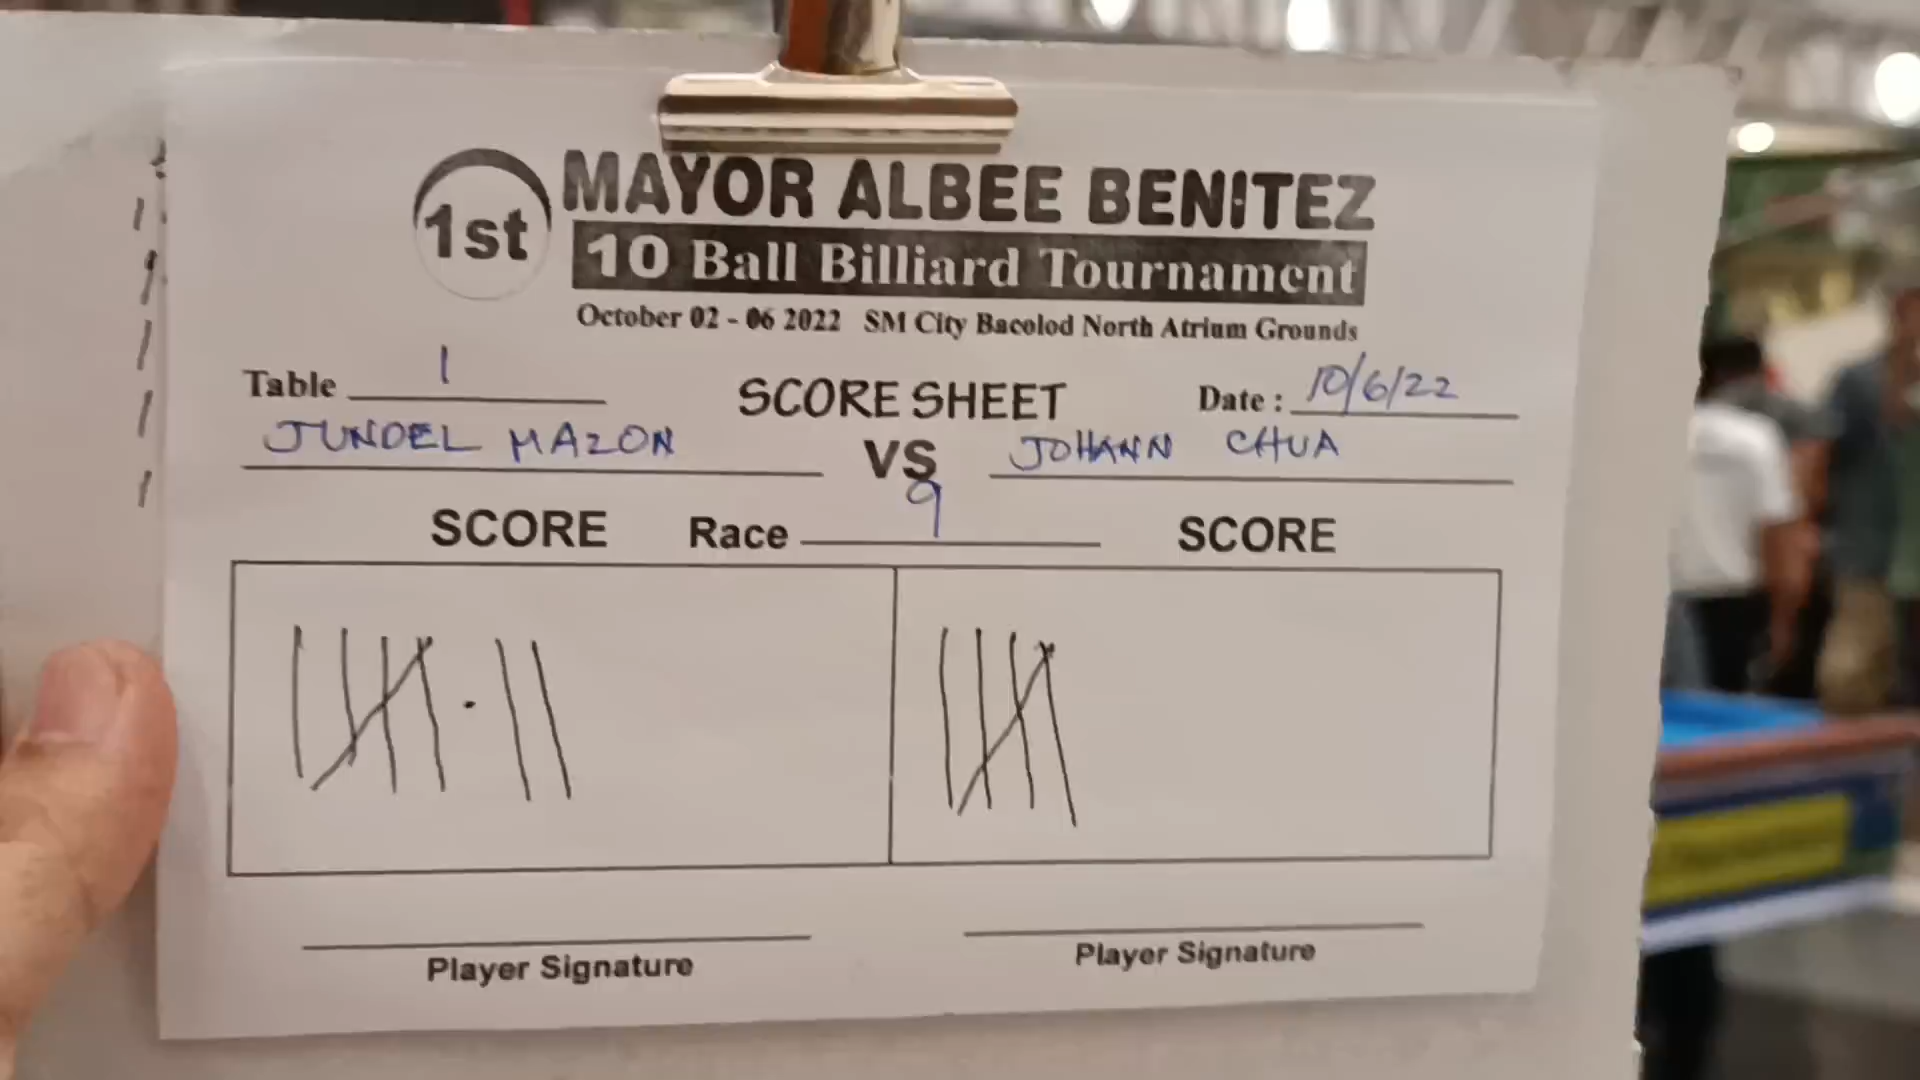 1st MAYOR ALBEE BENITEZ
10 Ball Billiard Tournament
October 02 - 06 2022 SM City Bacolod North Atrium Grounds
Table 1 SCORE SHEET Date : 10/6/22
JUNDEL MAZON VS JOHANN CHUA
SCORE Race 9 SCORE
Player Signature Player Signature